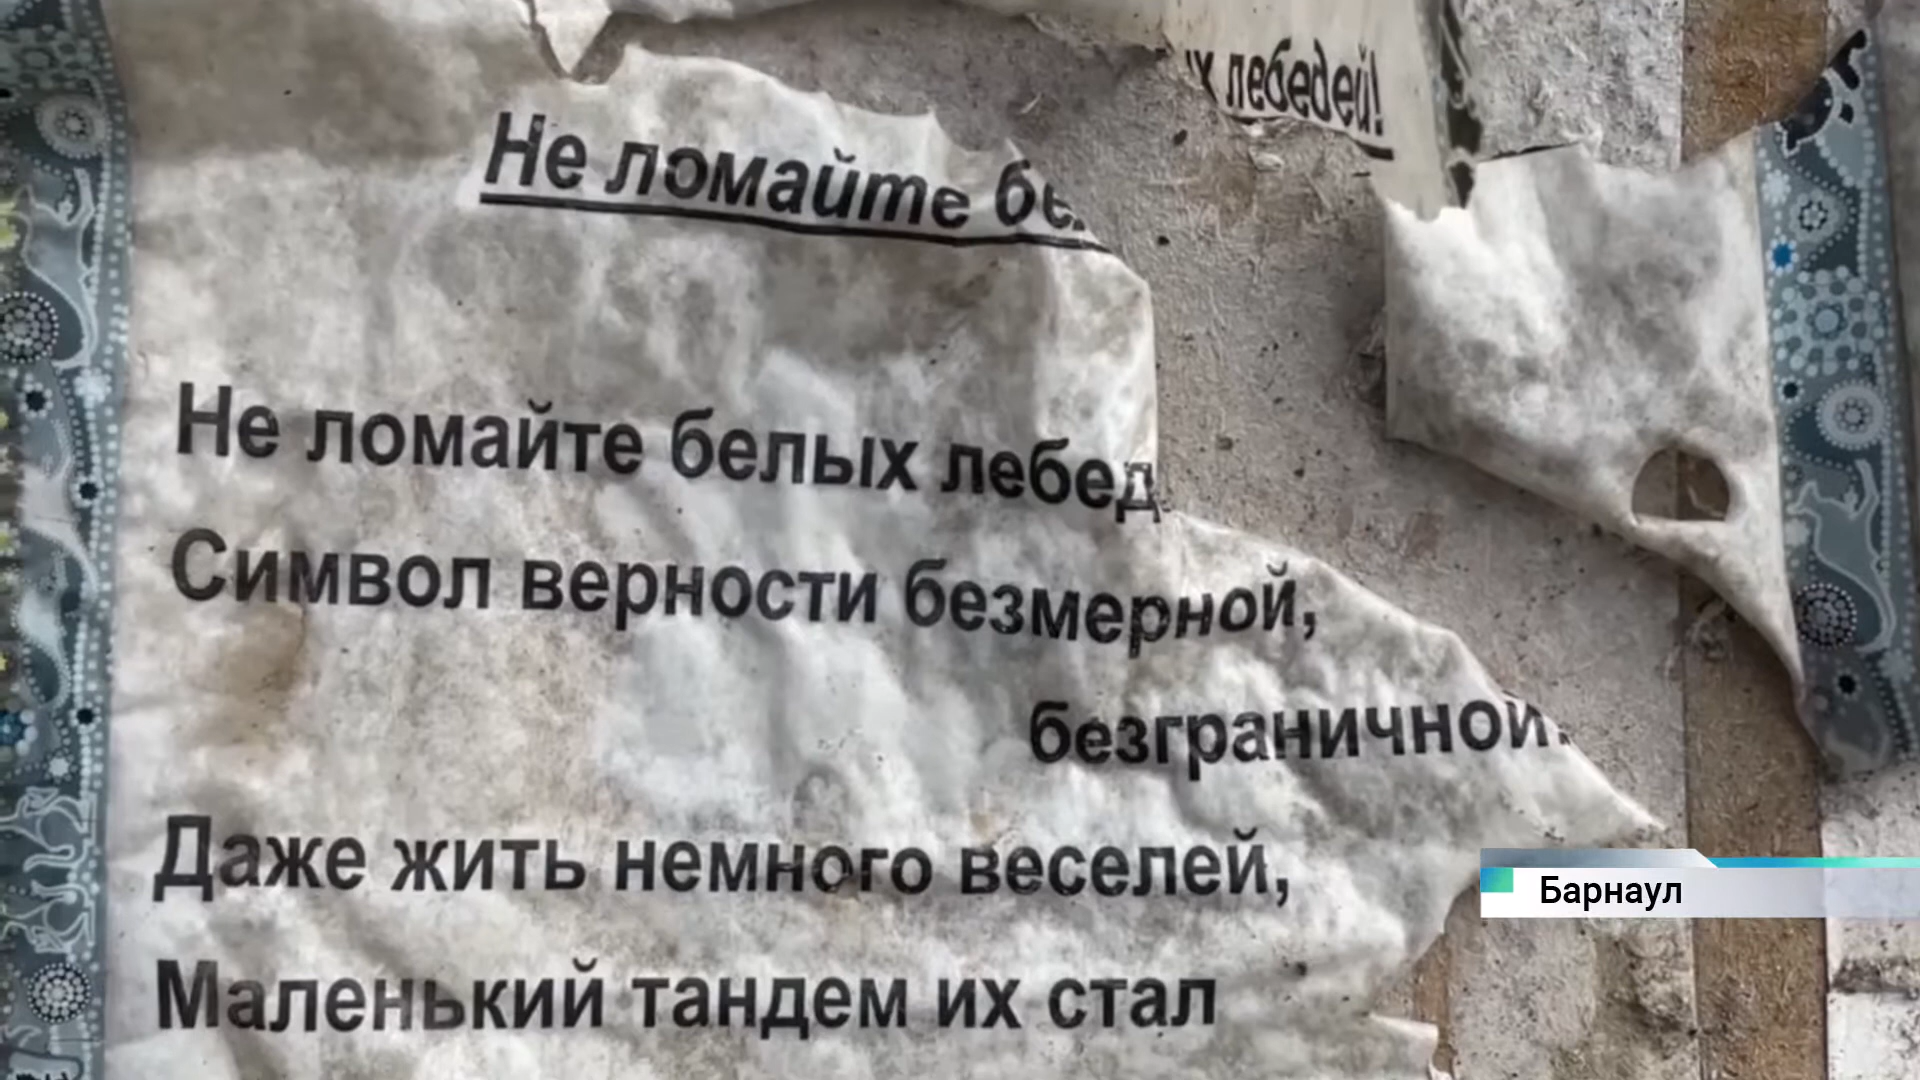 Не ломайте бе
х лебедей!
Не ломайте белых лебед
Символ верности безмерной,
безграничной.
Даже жить немного веселей,
Маленький тандем их стал
Барнаул